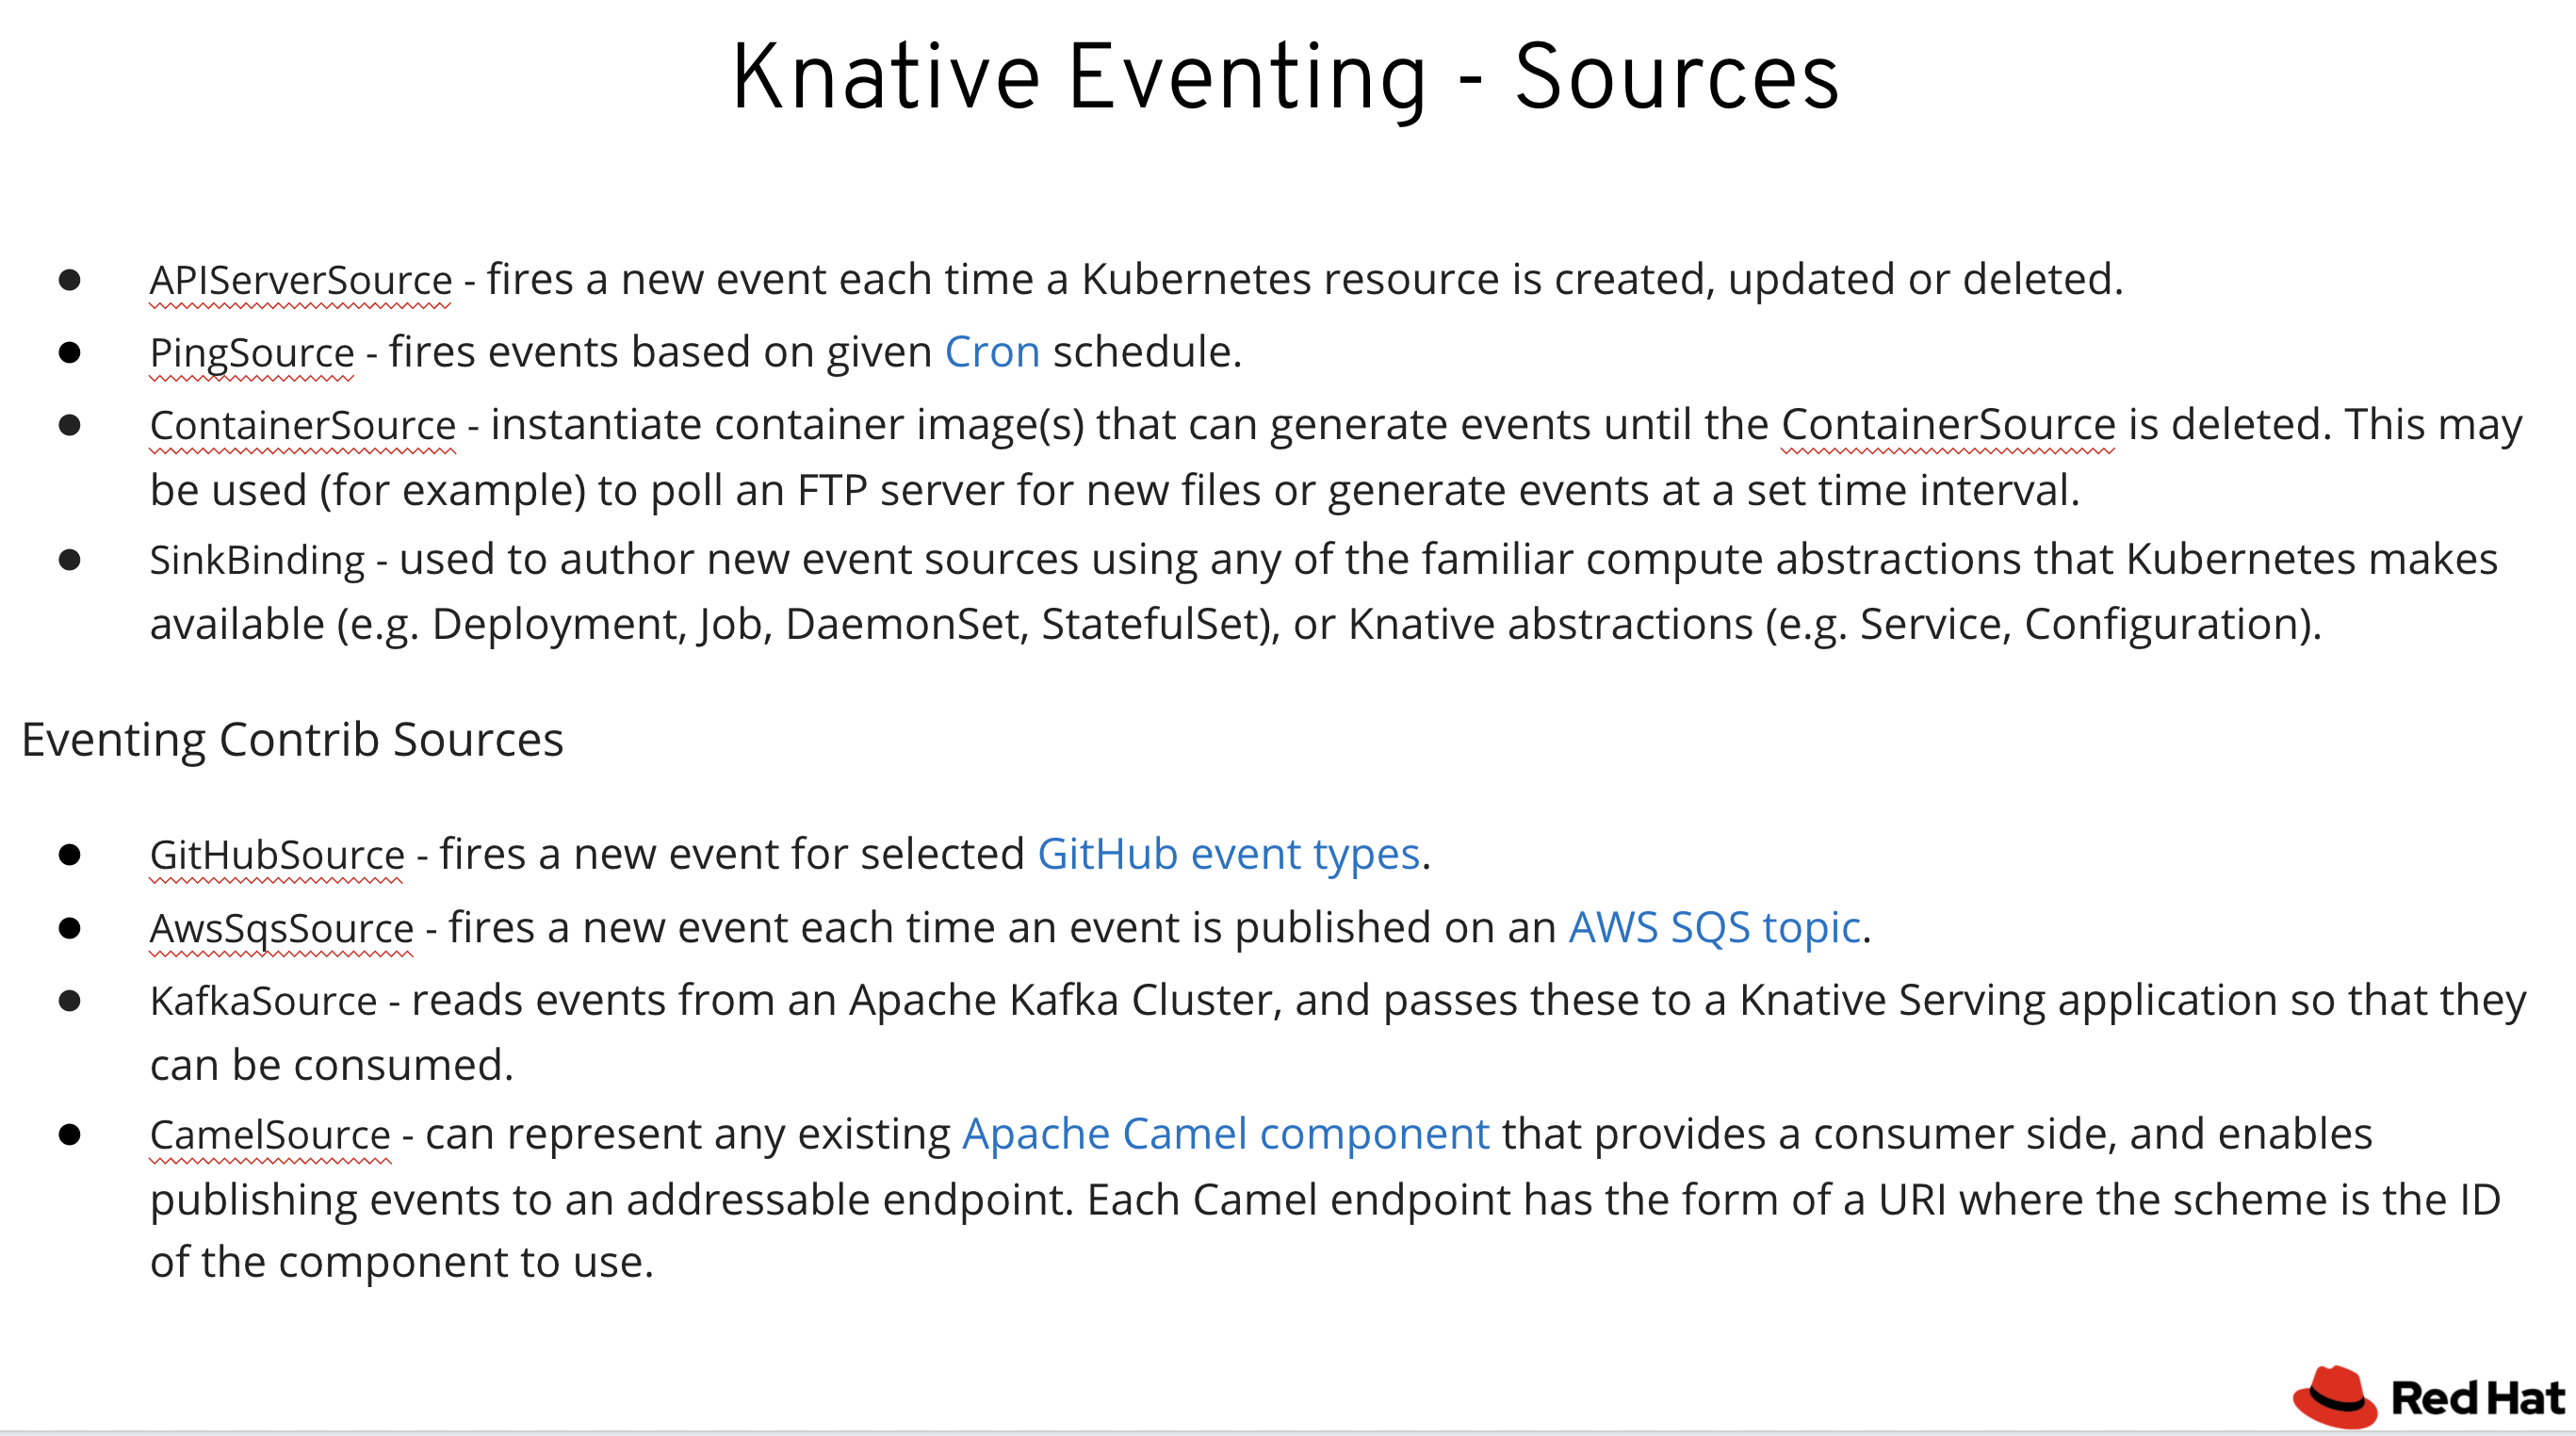 Knative Eventing - Sources
● APIServerSource - fires a new event each time a Kubernetes resource is created, updated or deleted.
● PingSource - fires events based on given Cron schedule.
● ContainerSource - instantiate container image(s) that can generate events until the ContainerSource is deleted. This may
be used (for example) to poll an FTP server for new files or generate events at a set time interval.
● SinkBinding - used to author new event sources using any of the familiar compute abstractions that Kubernetes makes
available (e.g. Deployment, Job, DaemonSet, StatefulSet), or Knative abstractions (e.g. Service, Configuration).
Eventing Contrib Sources
● GitHubSource - fires a new event for selected GitHub event types.
● AwsSqsSource - fires a new event each time an event is published on an AWS SQS topic.
● KafkaSource - reads events from an Apache Kafka Cluster, and passes these to a Knative Serving application so that they
can be consumed.
● CamelSource - can represent any existing Apache Camel component that provides a consumer side, and enables
publishing events to an addressable endpoint. Each Camel endpoint has the form of a URI where the scheme is the ID
of the component to use.
Red Hat